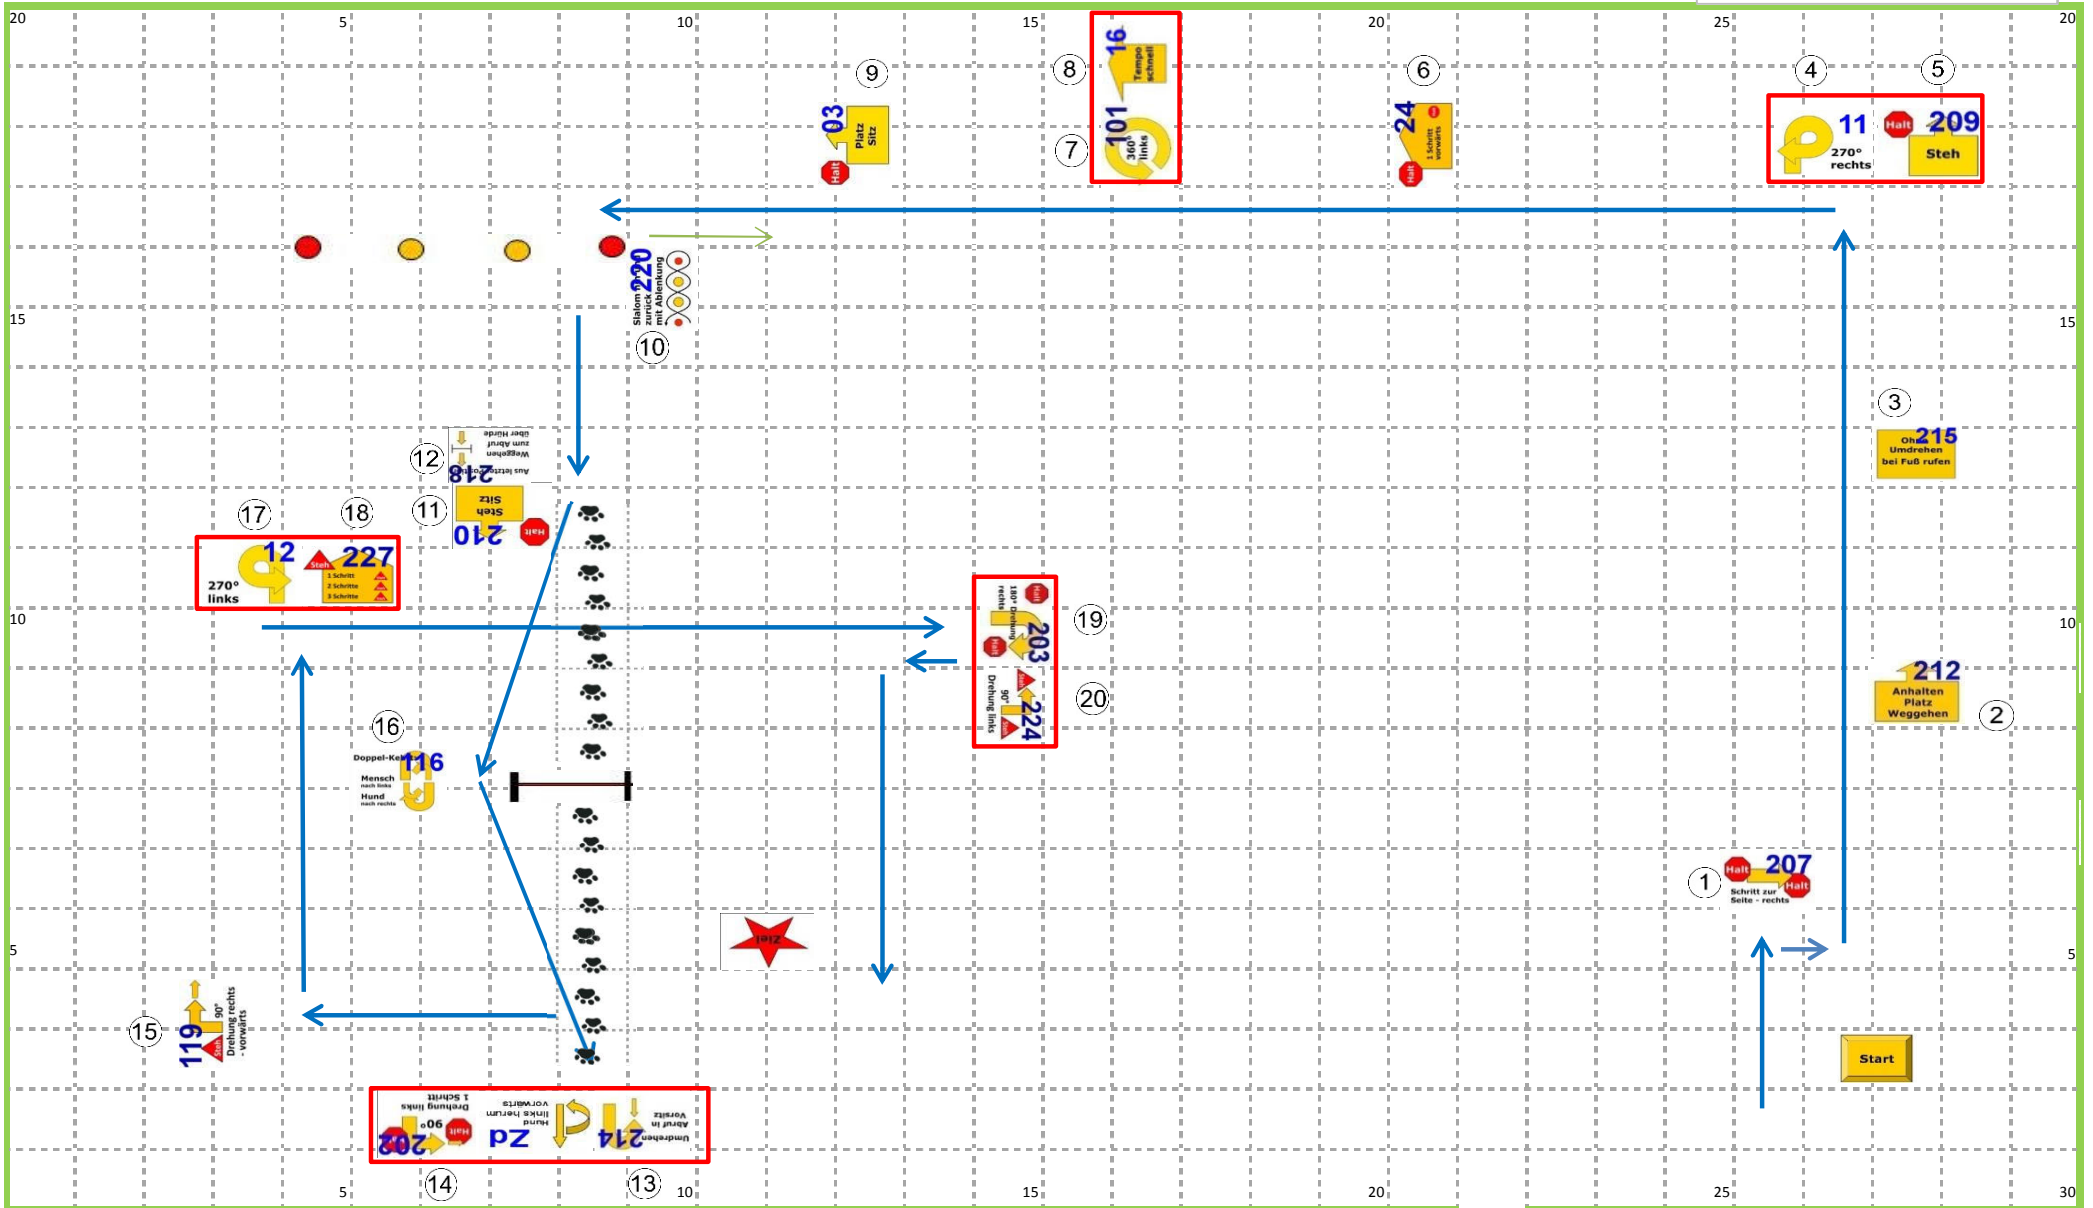 20
5
10
15
20
25
20
9
03
Platz
Sitz
Halt
8
16
Tempo
schnell
7
101
360°
links
6
24
1 Schritt
vorwärts
Halt
4
5
11
270°
rechts
Halt
209
Steh
220
zurück
mit Ablenkung
10
15
15
3
215
Umdrehen
bei Fuß rufen
12
über Hürde
zum Abruf
Weggehen
218
11
Sitz
Steh
210
Halt
17
18
12
270°
links
Steh
227
1 Schritt
2 Schritte
3 Schritte
10
10
Halt
180° Drehung
rechts
Halt
203
19
Steh
90°
Drehung links
Steh
224
20
212
Anhalten
Platz
Weggehen
2
16
116
Mensch
nach links
Hund
nach rechts
1
Halt
207
Halt
Schritt zur
Seite - rechts
Ziel
5
5
15
119
Steh
90°
Drehung rechts
- vorwärts
Start
1 Schritt
Drehung links
90°
Halt
202
vorwärts
links herum
Hund
Zd
Vorsitz
Abruf in
Umdrehen
214
14
13
5
10
15
20
25
30